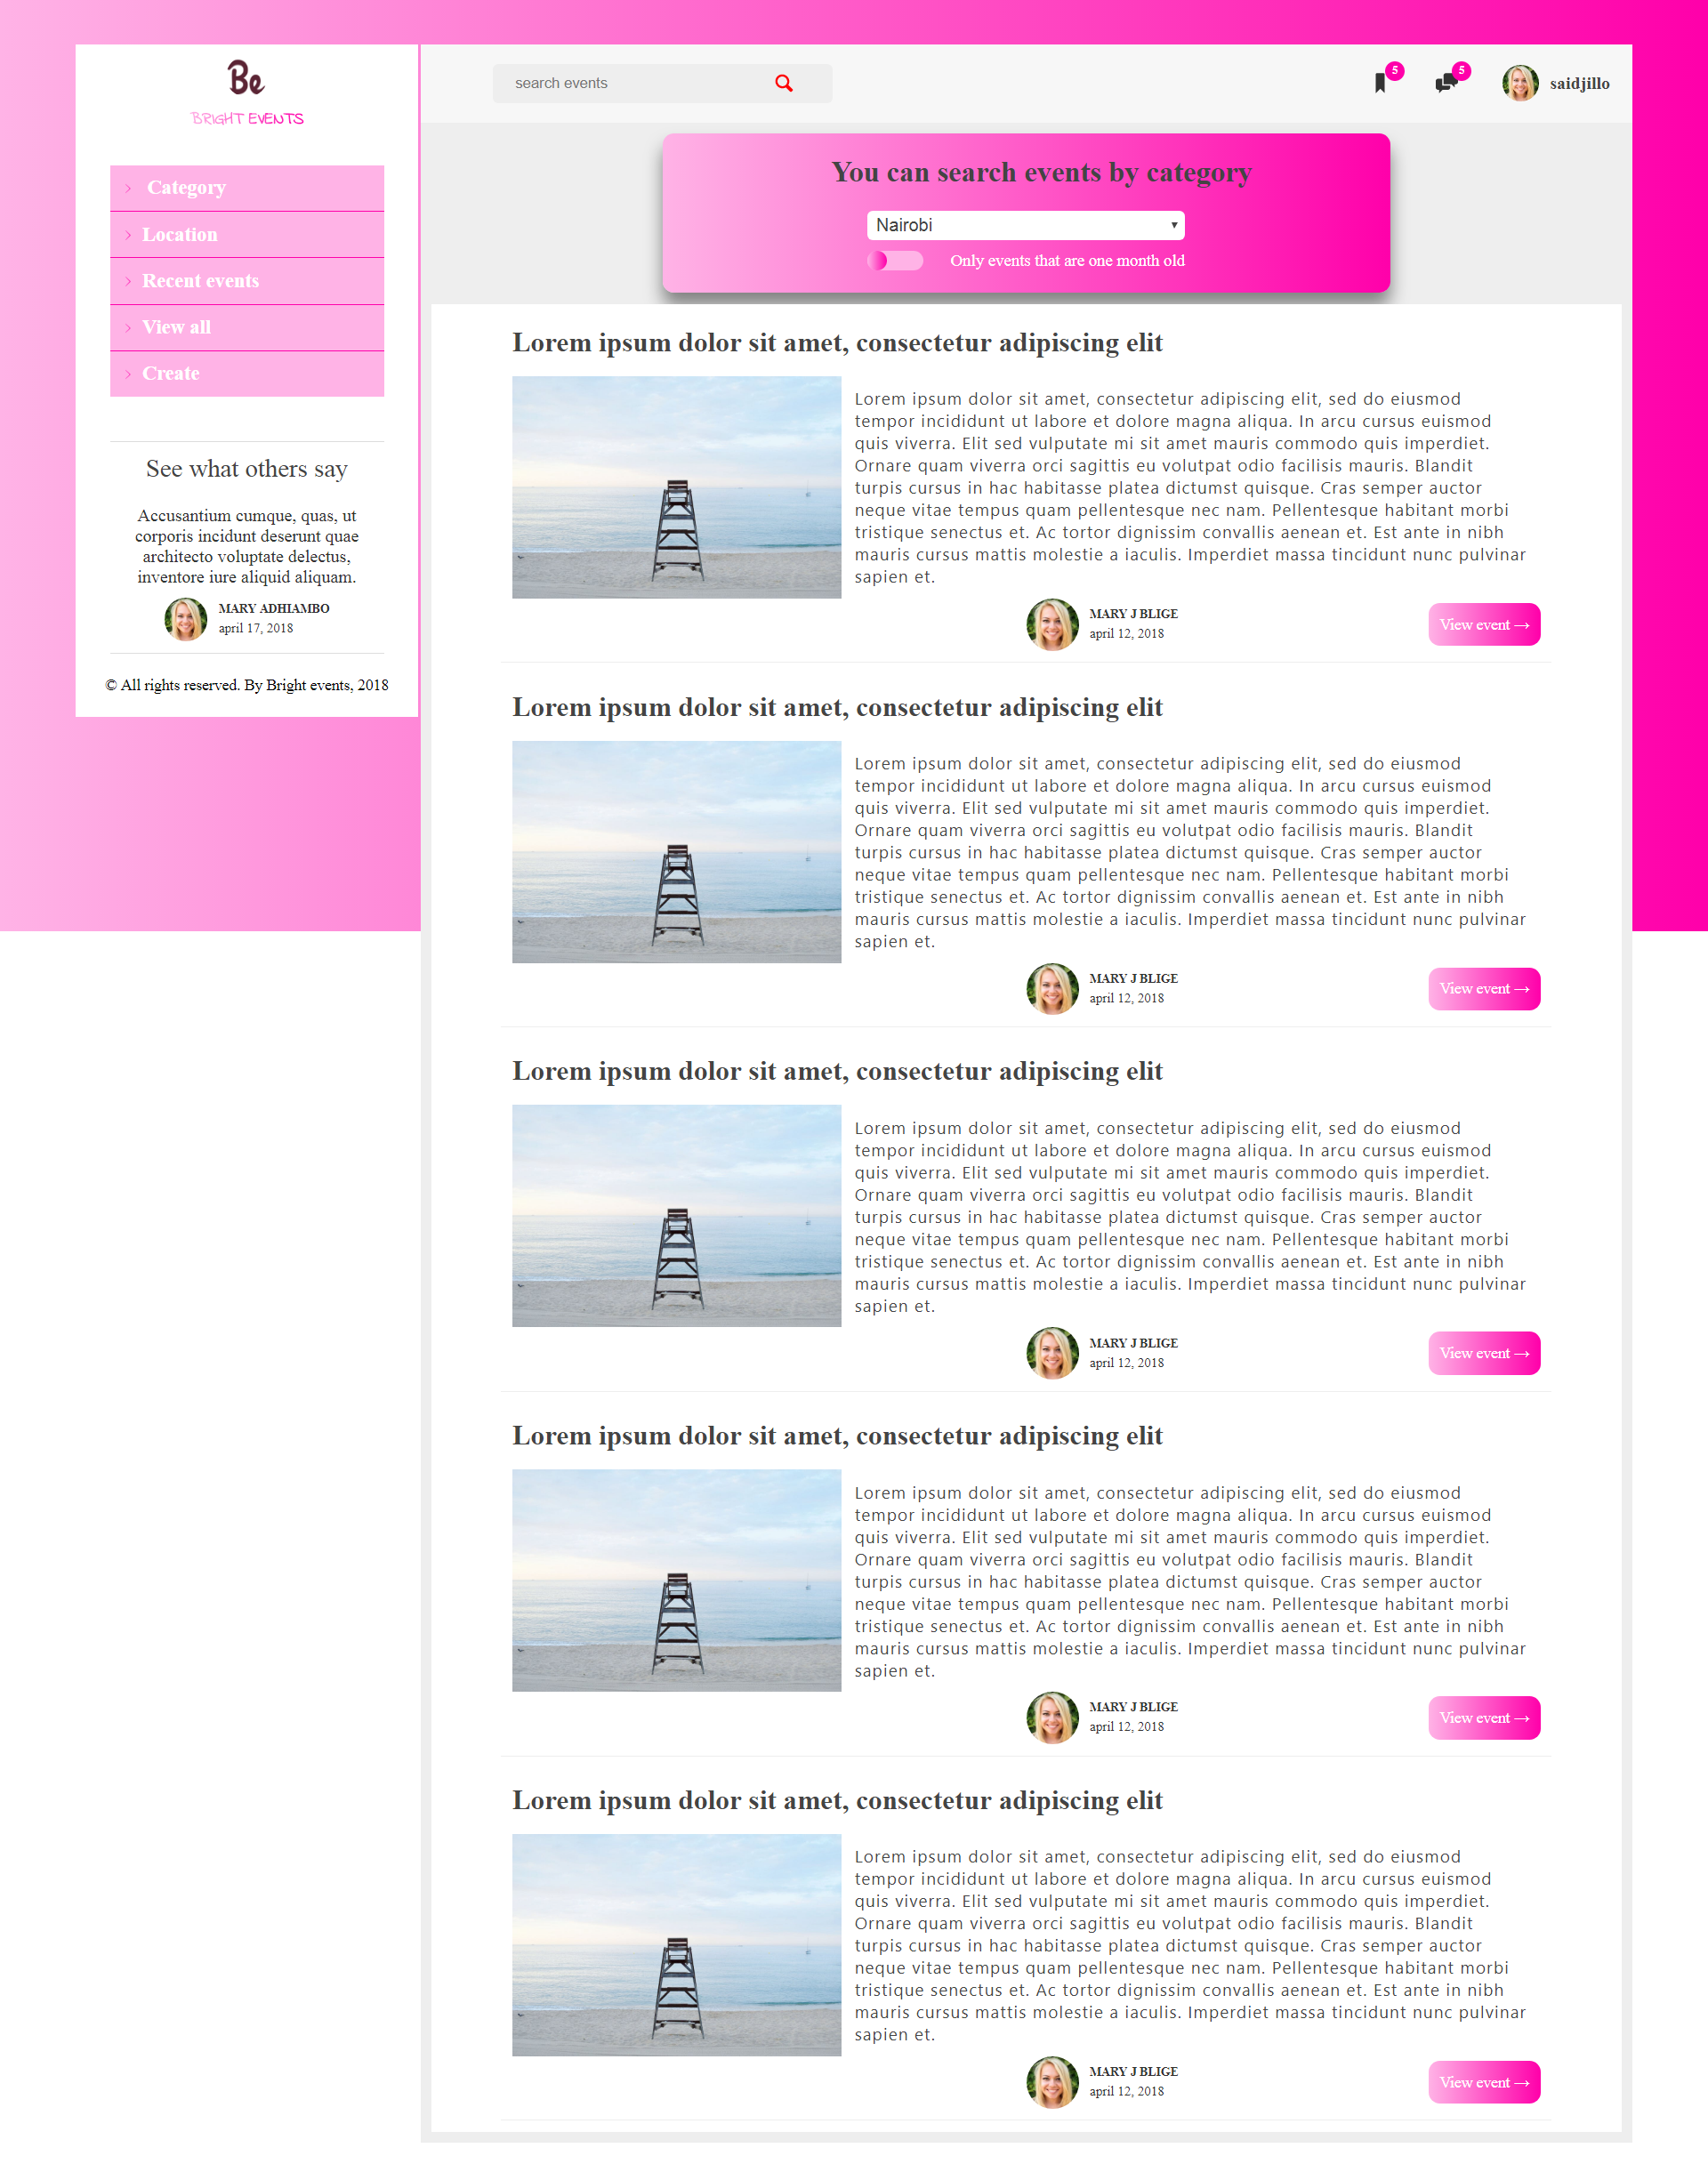 Be
BRIGHT EVENTS
Category
Location
Recent events
View all
Create
See what others say
Accusantium cumque, quas, ut
corporis incidunt deserunt quae
architecto voluptate delectus,
inventore iure aliquid aliquam.
MARY ADHIAMBO
april 17, 2018
© All rights reserved. By Bright events, 2018
search events
5
5
saidjillo
You can search events by category
Nairobi
Only events that are one month old
Lorem ipsum dolor sit amet, consectetur adipiscing elit
Lorem ipsum dolor sit amet, consectetur adipiscing elit, sed do eiusmod
tempor incididunt ut labore et dolore magna aliqua. In arcu cursus euismod
quis viverra. Elit sed vulputate mi sit amet mauris commodo quis imperdiet.
Ornare quam viverra orci sagittis eu volutpat odio facilisis mauris. Blandit
turpis cursus in hac habitasse platea dictumst quisque. Cras semper auctor
neque vitae tempus quam pellentesque nec nam. Pellentesque habitant morbi
tristique senectus et. Ac tortor dignissim convallis aenean et. Est ante in nibh
mauris cursus mattis molestie a iaculis. Imperdiet massa tincidunt nunc pulvinar
sapien et.
MARY J BLIGE
april 12, 2018
View event →
Lorem ipsum dolor sit amet, consectetur adipiscing elit
Lorem ipsum dolor sit amet, consectetur adipiscing elit, sed do eiusmod
tempor incididunt ut labore et dolore magna aliqua. In arcu cursus euismod
quis viverra. Elit sed vulputate mi sit amet mauris commodo quis imperdiet.
Ornare quam viverra orci sagittis eu volutpat odio facilisis mauris. Blandit
turpis cursus in hac habitasse platea dictumst quisque. Cras semper auctor
neque vitae tempus quam pellentesque nec nam. Pellentesque habitant morbi
tristique senectus et. Ac tortor dignissim convallis aenean et. Est ante in nibh
mauris cursus mattis molestie a iaculis. Imperdiet massa tincidunt nunc pulvinar
sapien et.
MARY J BLIGE
april 12, 2018
View event →
Lorem ipsum dolor sit amet, consectetur adipiscing elit
Lorem ipsum dolor sit amet, consectetur adipiscing elit, sed do eiusmod
tempor incididunt ut labore et dolore magna aliqua. In arcu cursus euismod
quis viverra. Elit sed vulputate mi sit amet mauris commodo quis imperdiet.
Ornare quam viverra orci sagittis eu volutpat odio facilisis mauris. Blandit
turpis cursus in hac habitasse platea dictumst quisque. Cras semper auctor
neque vitae tempus quam pellentesque nec nam. Pellentesque habitant morbi
tristique senectus et. Ac tortor dignissim convallis aenean et. Est ante in nibh
mauris cursus mattis molestie a iaculis. Imperdiet massa tincidunt nunc pulvinar
sapien et.
MARY J BLIGE
april 12, 2018
View event →
Lorem ipsum dolor sit amet, consectetur adipiscing elit
Lorem ipsum dolor sit amet, consectetur adipiscing elit, sed do eiusmod
tempor incididunt ut labore et dolore magna aliqua. In arcu cursus euismod
quis viverra. Elit sed vulputate mi sit amet mauris commodo quis imperdiet.
Ornare quam viverra orci sagittis eu volutpat odio facilisis mauris. Blandit
turpis cursus in hac habitasse platea dictumst quisque. Cras semper auctor
neque vitae tempus quam pellentesque nec nam. Pellentesque habitant morbi
tristique senectus et. Ac tortor dignissim convallis aenean et. Est ante in nibh
mauris cursus mattis molestie a iaculis. Imperdiet massa tincidunt nunc pulvinar
sapien et.
MARY J BLIGE
april 12, 2018
View event →
Lorem ipsum dolor sit amet, consectetur adipiscing elit
Lorem ipsum dolor sit amet, consectetur adipiscing elit, sed do eiusmod
tempor incididunt ut labore et dolore magna aliqua. In arcu cursus euismod
quis viverra. Elit sed vulputate mi sit amet mauris commodo quis imperdiet.
Ornare quam viverra orci sagittis eu volutpat odio facilisis mauris. Blandit
turpis cursus in hac habitasse platea dictumst quisque. Cras semper auctor
neque vitae tempus quam pellentesque nec nam. Pellentesque habitant morbi
tristique senectus et. Ac tortor dignissim convallis aenean et. Est ante in nibh
mauris cursus mattis molestie a iaculis. Imperdiet massa tincidunt nunc pulvinar
sapien et.
MARY J BLIGE
april 12, 2018
View event →